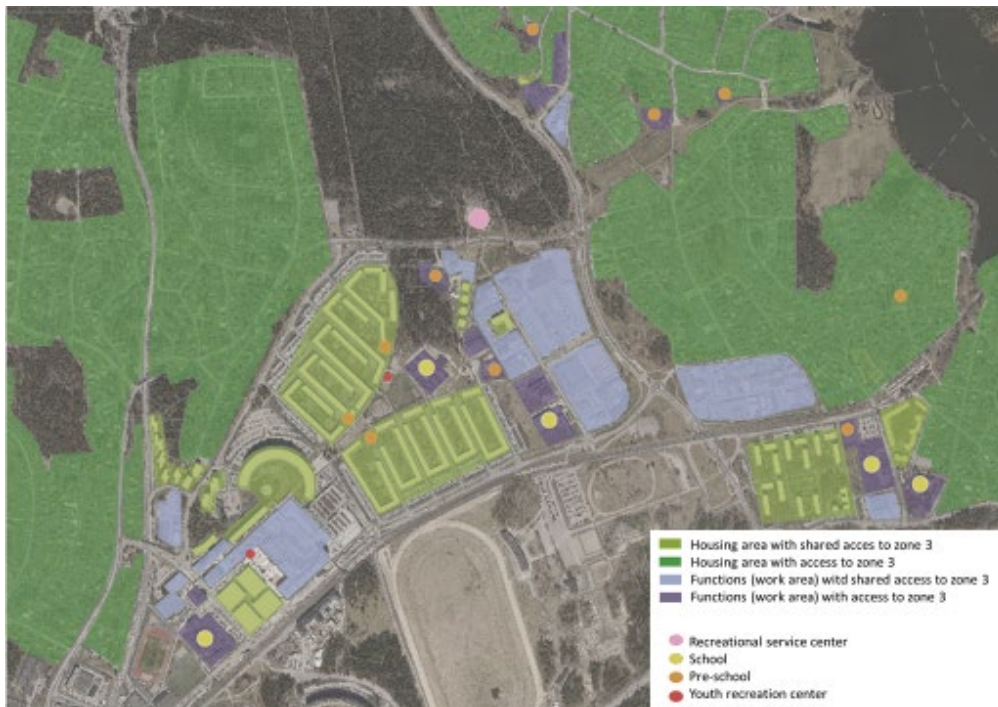 Housing area with shared acces to zone 3
Housing area with access to zone 3
Functions (work area) witd shared access to zone 3
Functions (work area) with access to zone 3
Recreational service center
School
Pre-school
Youth recreation center